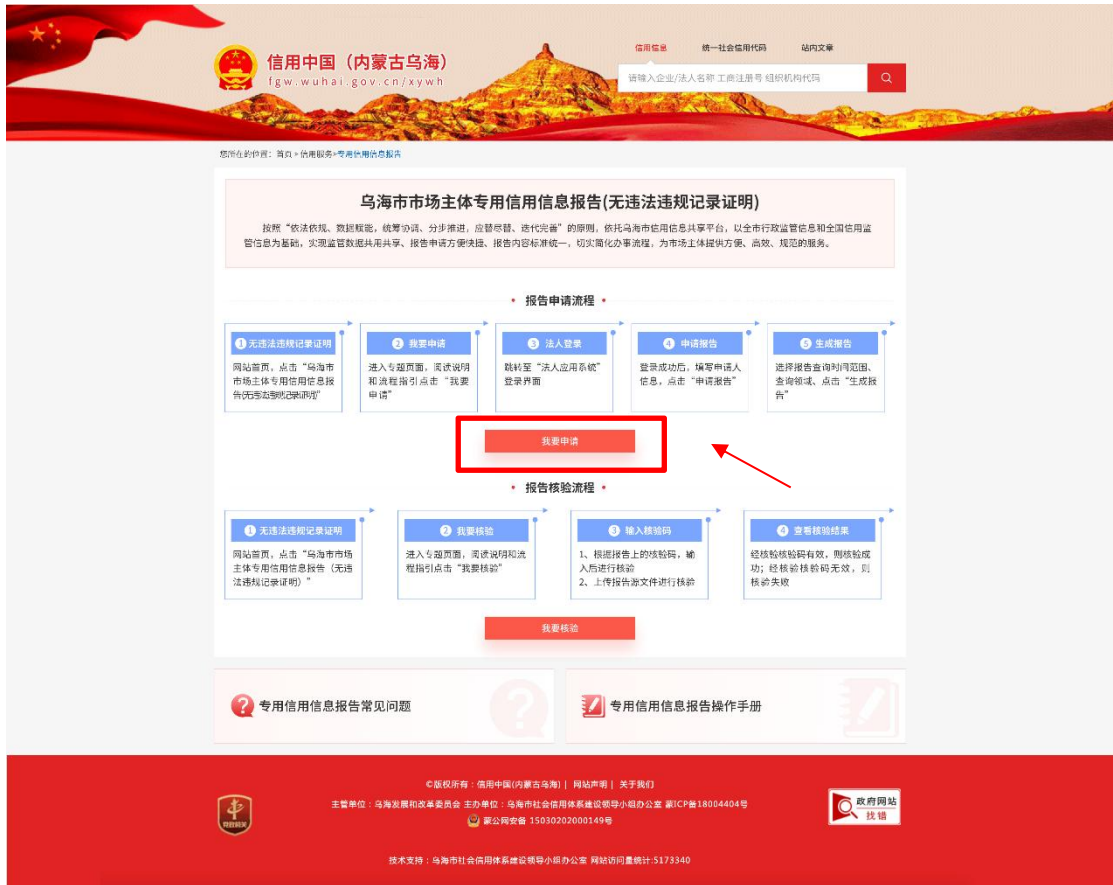 信用信息 统一社会信用代码 站内文章
信用中国（内蒙古乌海）
fgw.wuhai.gov.cn/xywh
请输入企业/法人名称 工商注册号 组织机构代码
您所在的位置：首页>信用服务>专用信用信息报告
乌海市市场主体专用信用信息报告(无违法违规记录证明)
按照“依法依规、数据赋能，统筹协调、分步推进，应替尽替、迭代完善”的原则，依托乌海市信用信息共享平台，以全市行政监管信息和全国信用监
管信息为基础，实现监管数据共用共享、报告申请方便快捷、报告内容标准统一，切实简化办事流程，为市场主体提供方便、高效、规范的服务。
报告申请流程
1 无违法违规记录证明
网站首页，点击“乌海市
市场主体专用信用信息报
告(无违法违规记录证明)”
2 我要申请
进入专题页面，阅读说明
和流程指引点击“我要
申请”
3 法人登录
跳转至“法人应用系统”
登录界面
4 申请报告
登录成功后，填写申请人
信息，点击“申请报告”
5 生成报告
选择报告查询时间范围、
查询领域、点击“生成报
告”
我要申请
报告核验流程
1 无违法违规记录证明
网站首页，点击“乌海市市场
主体专用信用信息报告（无违
法违规记录证明）”
2 我要核验
进入专题页面，阅读说明和流
程指引点击“我要核验”
3 输入核验码
1、根据报告上的核验码，输
入后进行核验
2、上传报告源文件进行核验
4 查看核验结果
经核验核验码有效，则核验成
功；经核验核验码无效，则
核验失败
我要核验
专用信用信息报告常见问题
专用信用信息报告操作手册
©版权所有：信用中国(内蒙古乌海)| 网站声明| 关于我们
主管单位：乌海发展和改革委员会 主办单位：乌海市社会信用体系建设领导小组办公室 蒙ICP备18004404号
蒙公网安备 15030202000149号
技术支持：乌海市社会信用体系建设领导小组办公室 网站访问量统计:5173340
党政机关
政府网站
找错